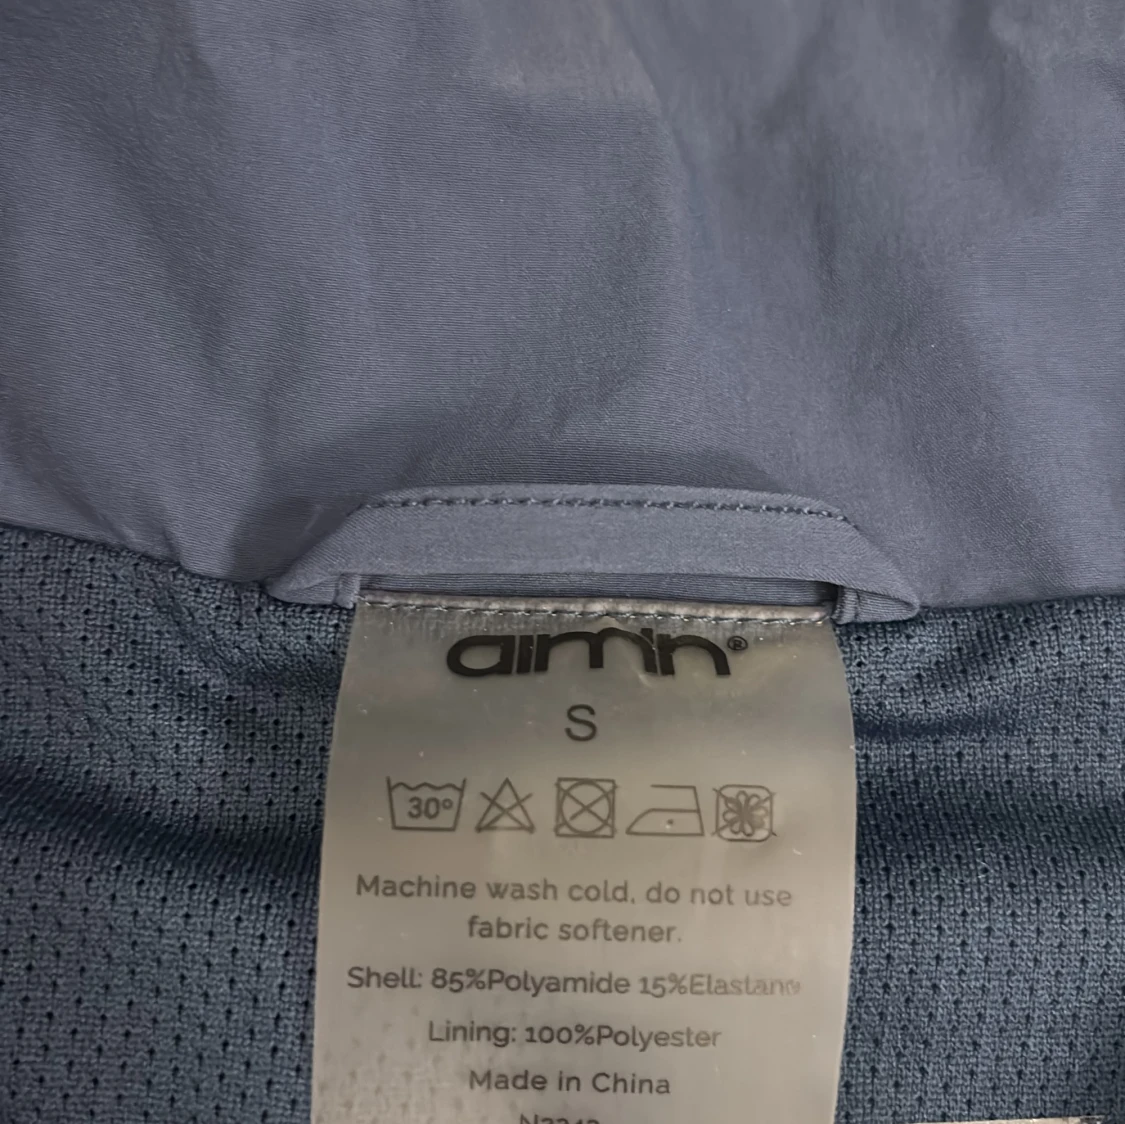 aimn®
S
30°
Machine wash cold, do not use
fabric softener.
Shell: 85%Polyamide 15%Elastane
Lining: 100%Polyester
Made in China